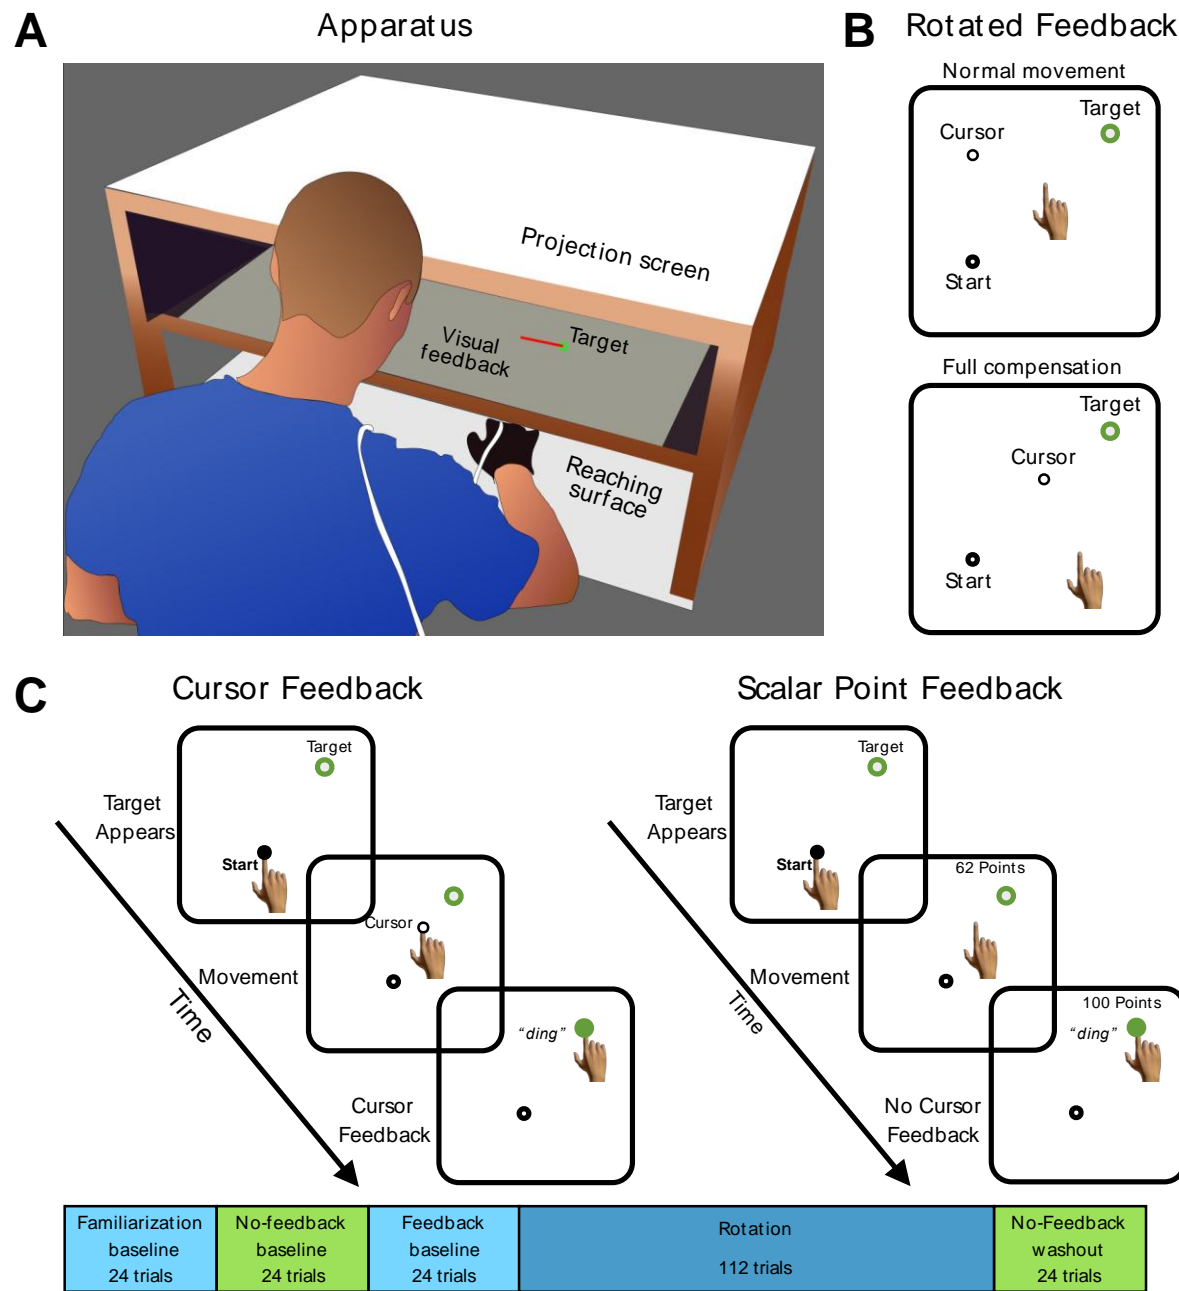 A
Apparatus
Projection screen
Visual
feedback
Target
Reaching
surface
B
Rotated Feedback
Normal movement
Target
Cursor
Start
Full compensation
Target
Cursor
Start
C
Cursor Feedback
Target
Target
Appears
Start
Cursor
Movement
Time
"ding"
Cursor
Feedback
Scalar Point Feedback
Target
Target
Appears
Start
62 Points
Movement
Time
100 Points
"ding"
No Cursor
Feedback
Familiarization
baseline
24 trials
No-feedback
baseline
24 trials
Feedback
baseline
24 trials
Rotation
112 trials
No-Feedback
washout
24 trials